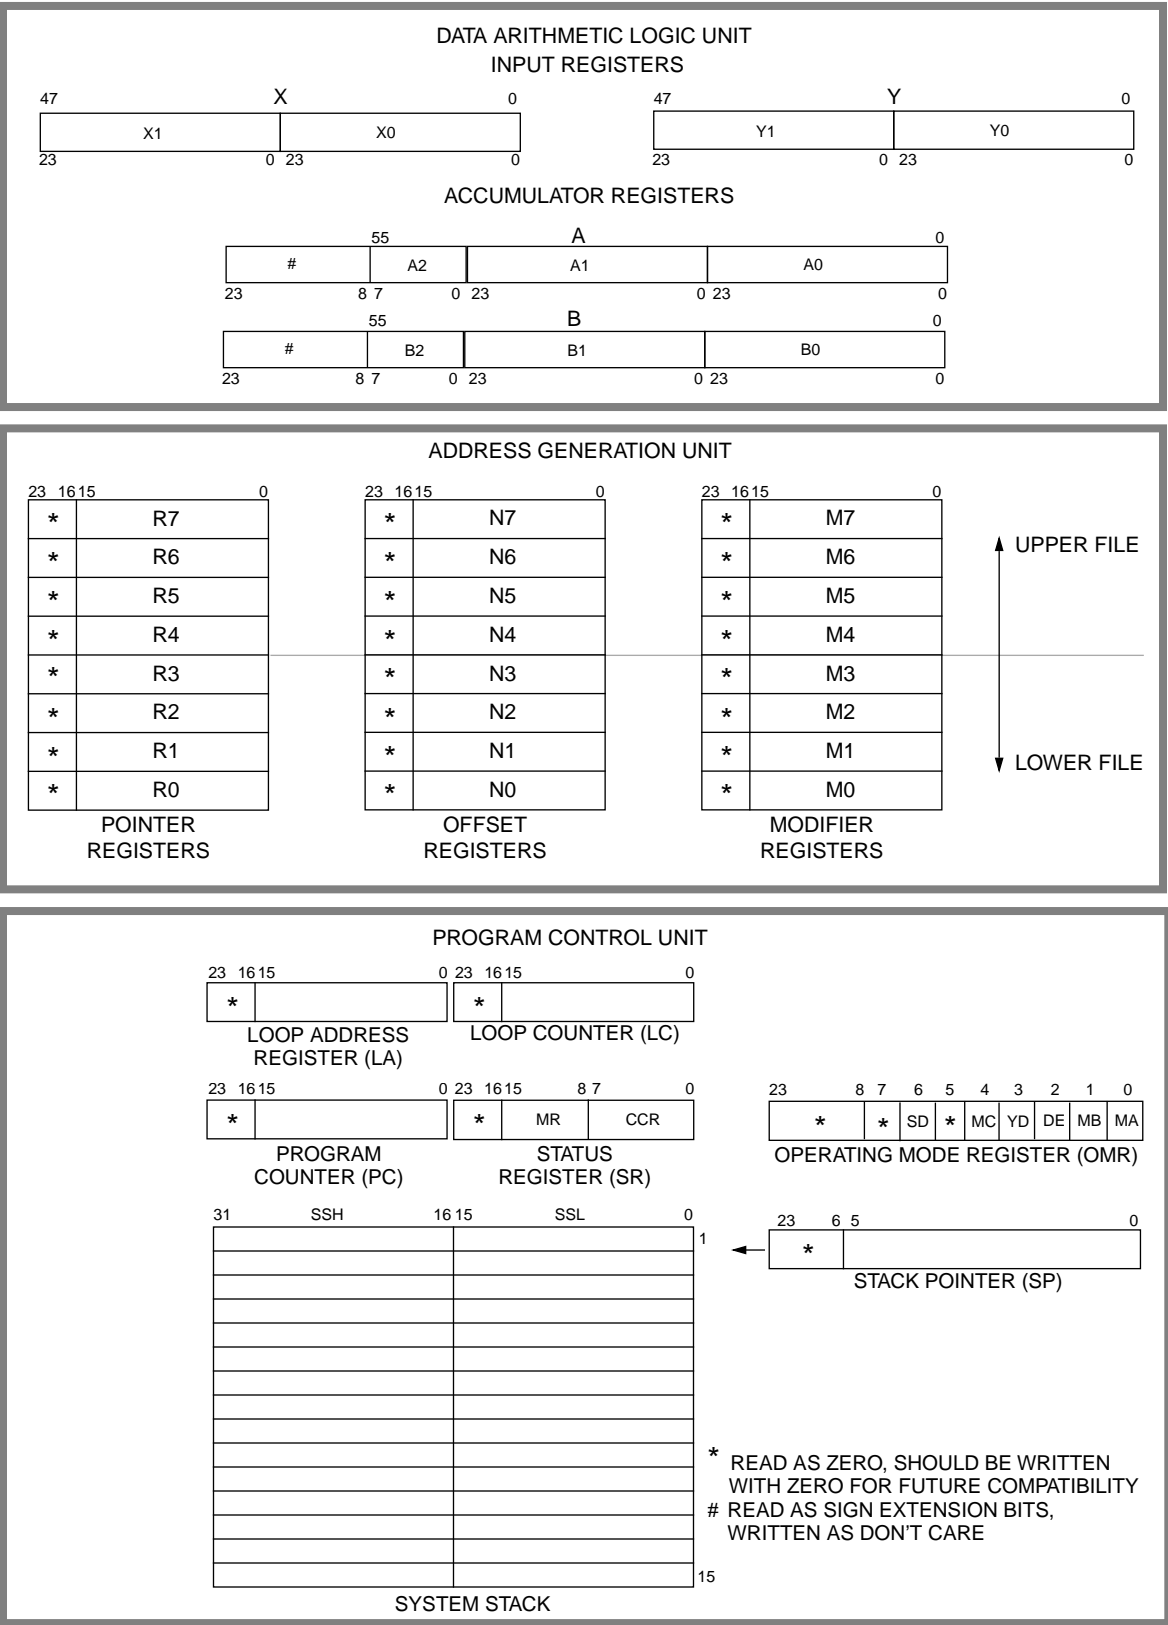 DATA ARITHMETIC LOGIC UNIT
INPUT REGISTERS
47 X 0 47 Y 0
X1 X0 Y1 Y0
23 0 23 0 23 0 23 0
ACCUMULATOR REGISTERS
55 A 0
# A2 A1 A0
23 8 7 0 23 0 23 0
55 B 0
# B2 B1 B0
23 8 7 0 23 0 23 0
ADDRESS GENERATION UNIT
23 16 15 0 23 16 15 0 23 16 15 0
* R7 * N7 * M7
* R6 * N6 * M6 UPPER FILE
* R5 * N5 * M5
* R4 * N4 * M4
* R3 * N3 * M3
* R2 * N2 * M2
* R1 * N1 * M1 LOWER FILE
* R0 * N0 * M0
POINTER OFFSET MODIFIER
REGISTERS REGISTERS REGISTERS
PROGRAM CONTROL UNIT
23 16 15 0 23 16 15 0
* *
LOOP ADDRESS LOOP COUNTER (LC)
REGISTER (LA)
23 16 15 0 23 16 15 8 7 0 23 8 7 6 5 4 3 2 1 0
* * MR CCR * * SD * MC YD DE MB MA
PROGRAM STATUS OPERATING MODE REGISTER (OMR)
COUNTER (PC) REGISTER (SR)
31 SSH 16 15 SSL 0 23 6 5 0
1 *
STACK POINTER (SP)
* READ AS ZERO, SHOULD BE WRITTEN
WITH ZERO FOR FUTURE COMPATIBILITY
# READ AS SIGN EXTENSION BITS,
WRITTEN AS DON'T CARE
15
SYSTEM STACK